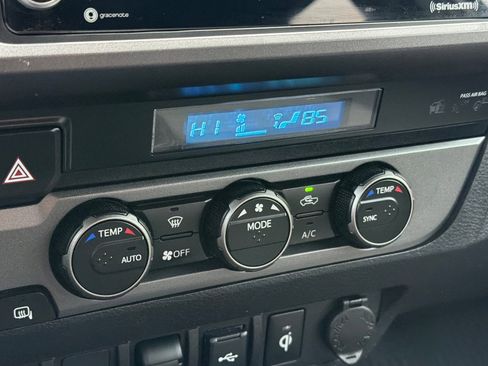 gracenote
SiriusXM
PASS AIR BAG
HI 85
TEMP
AUTO
OFF
MODE
A/C
TEMP
SYNC